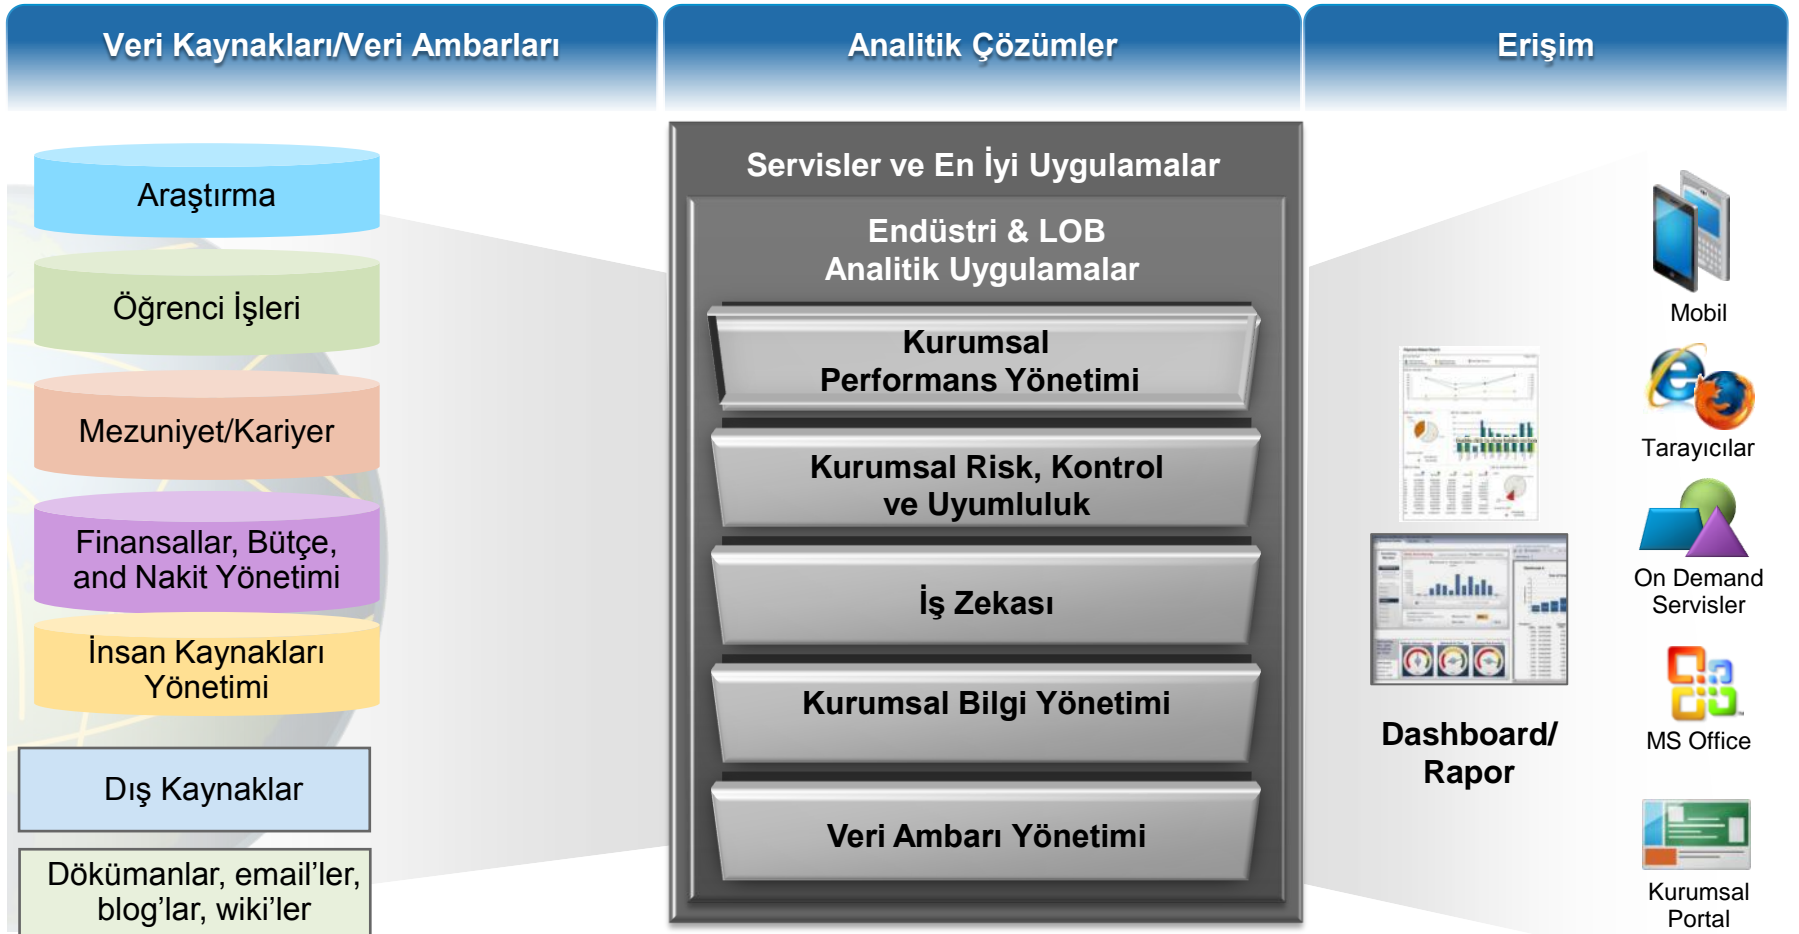 Veri Kaynakları/Veri Ambarları
Analitik Çözümler
Erişim
Araştırma
Öğrenci İşleri
Mezuniyet/Kariyer
Finansallar, Bütçe,
and Nakit Yönetimi
İnsan Kaynakları
Yönetimi
Dış Kaynaklar
Dökümanlar, email’ler,
blog’lar, wiki’ler
Servisler ve En İyi Uygulamalar
Endüstri & LOB
Analitik Uygulamalar
Kurumsal
Performans Yönetimi
Kurumsal Risk, Kontrol
ve Uyumluluk
İş Zekası
Kurumsal Bilgi Yönetimi
Veri Ambarı Yönetimi
Dashboard/
Rapor
Mobil
Tarayıcılar
On Demand
Servisler
MS Office
Kurumsal
Portal